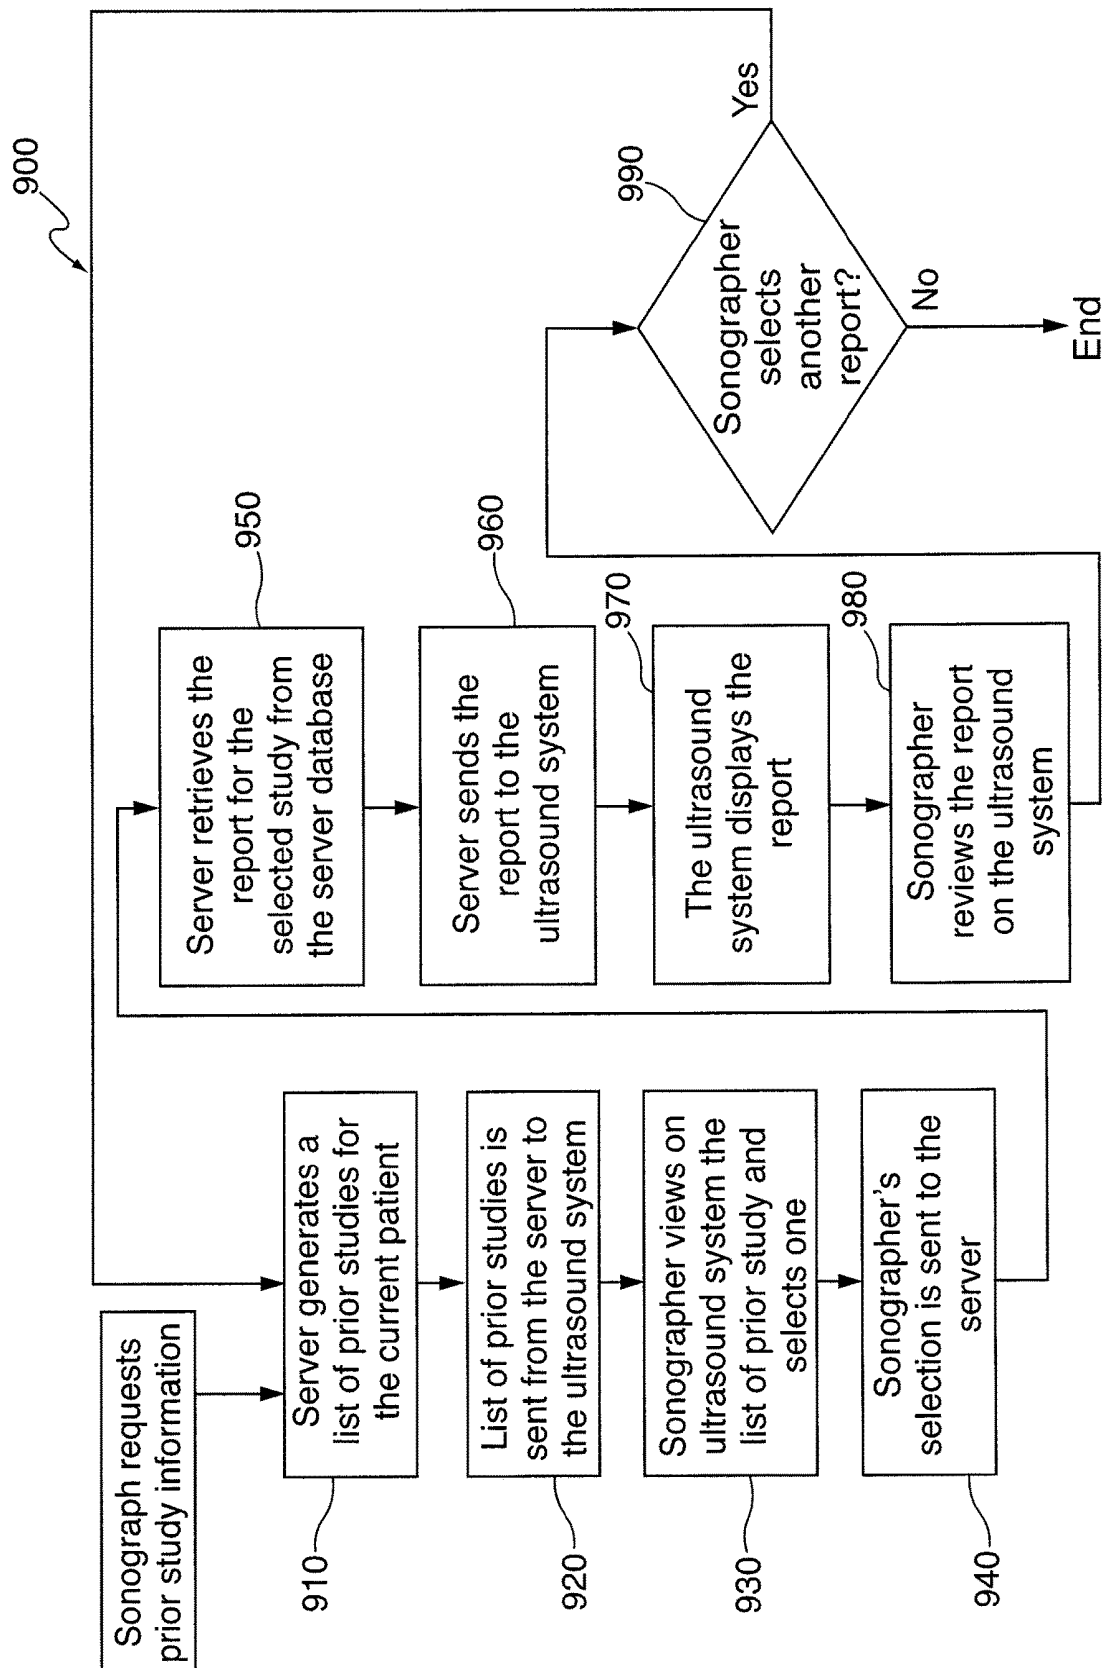 900
Sonograph requests
prior study information
910
Server generates a
list of prior studies for
the current patient
920
List of prior studies is
sent from the server to
the ultrasound system
930
Sonographer views on
ultrasound system the
list of prior study and
selects one
940
Sonographer's
selection is sent to the
server
950
Server retrieves the
report for the
selected study from
the server database
960
Server sends the
report to the
ultrasound system
970
The ultrasound
system displays the
report
980
Sonographer
reviews the report
on the ultrasound
system
990
Sonographer
selects
another
report?
Yes
No
End